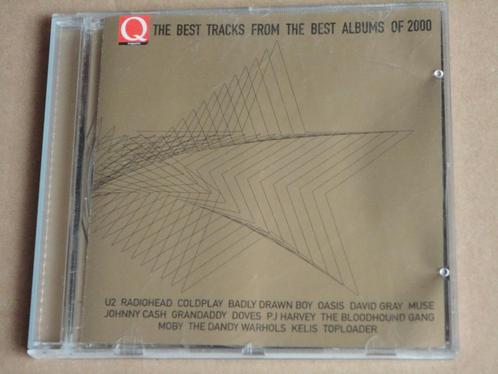 Q THE BEST TRACKS FROM THE BEST ALBUMS OF 2000
U2 RADIOHEAD COLDPLAY BADLY DRAWN BOY OASIS DAVID GRAY MUSE
JOHNNY CASH GRANDADDY DOVES PJ HARVEY THE BLOODHOUND GANG
MOBY THE DANDY WARHOLS KELIS TOPLOADER